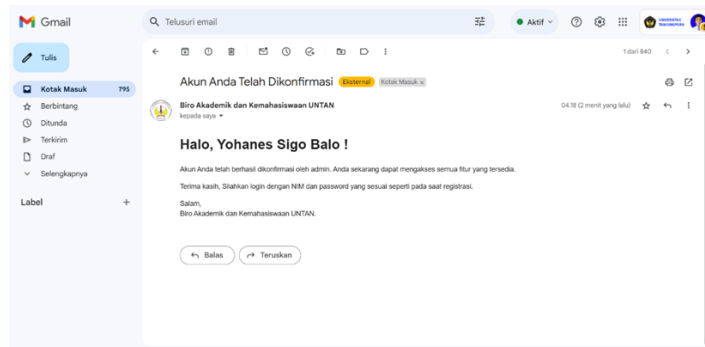 Gmail
Telusuri email
Aktif
UNIVERSITAS
TANJUNGPURA
Tulis
1 dari 840
Kotak Masuk 795
Berbintang
Ditunda
Terkirim
Draf
Selengkapnya
Label
Akun Anda Telah Dikonfirmasi Eksternal Kotak Masuk x
Biro Akademik dan Kemahasiswaan UNTAN 04.18 (2 menit yang lalu)
kepada saya
Halo, Yohanes Sigo Balo !
Akun Anda telah berhasil dikonfirmasi oleh admin. Anda sekarang dapat mengakses semua fitur yang tersedia.
Terima kasih, Silahkan login dengan NIM dan password yang sesuai seperti pada saat registrasi.
Salam,
Biro Akademik dan Kemahasiswaan UNTAN.
Balas Teruskan